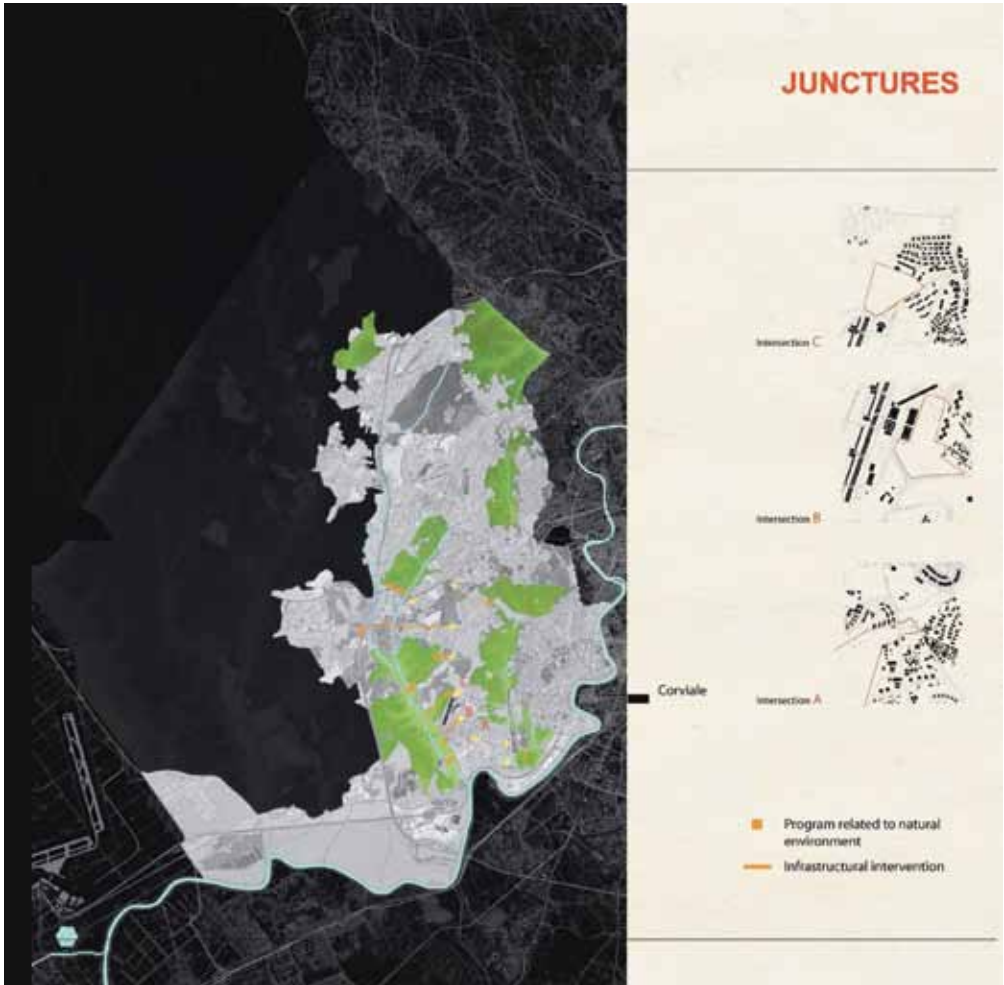 JUNCTURES
Intersection C
Intersection B
Corviale
Intersection A
Program related to natural
environment
Infrastructural intervention